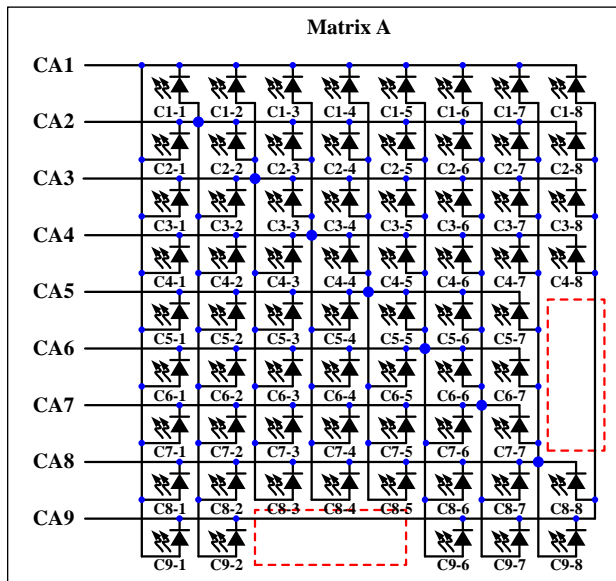 Matrix A
CA1
C1-1 C1-2 C1-3 C1-4 C1-5 C1-6 C1-7 C1-8
CA2
C2-1 C2-2 C2-3 C2-4 C2-5 C2-6 C2-7 C2-8
CA3
C3-1 C3-2 C3-3 C3-4 C3-5 C3-6 C3-7 C3-8
CA4
C4-1 C4-2 C4-3 C4-4 C4-5 C4-6 C4-7 C4-8
CA5
C5-1 C5-2 C5-3 C5-4 C5-5 C5-6 C5-7
CA6
C6-1 C6-2 C6-3 C6-4 C6-5 C6-6 C6-7
CA7
C7-1 C7-2 C7-3 C7-4 C7-5 C7-6 C7-7
CA8
C8-1 C8-2 C8-3 C8-4 C8-5 C8-6 C8-7 C8-8
CA9
C9-1 C9-2 C9-6 C9-7 C9-8